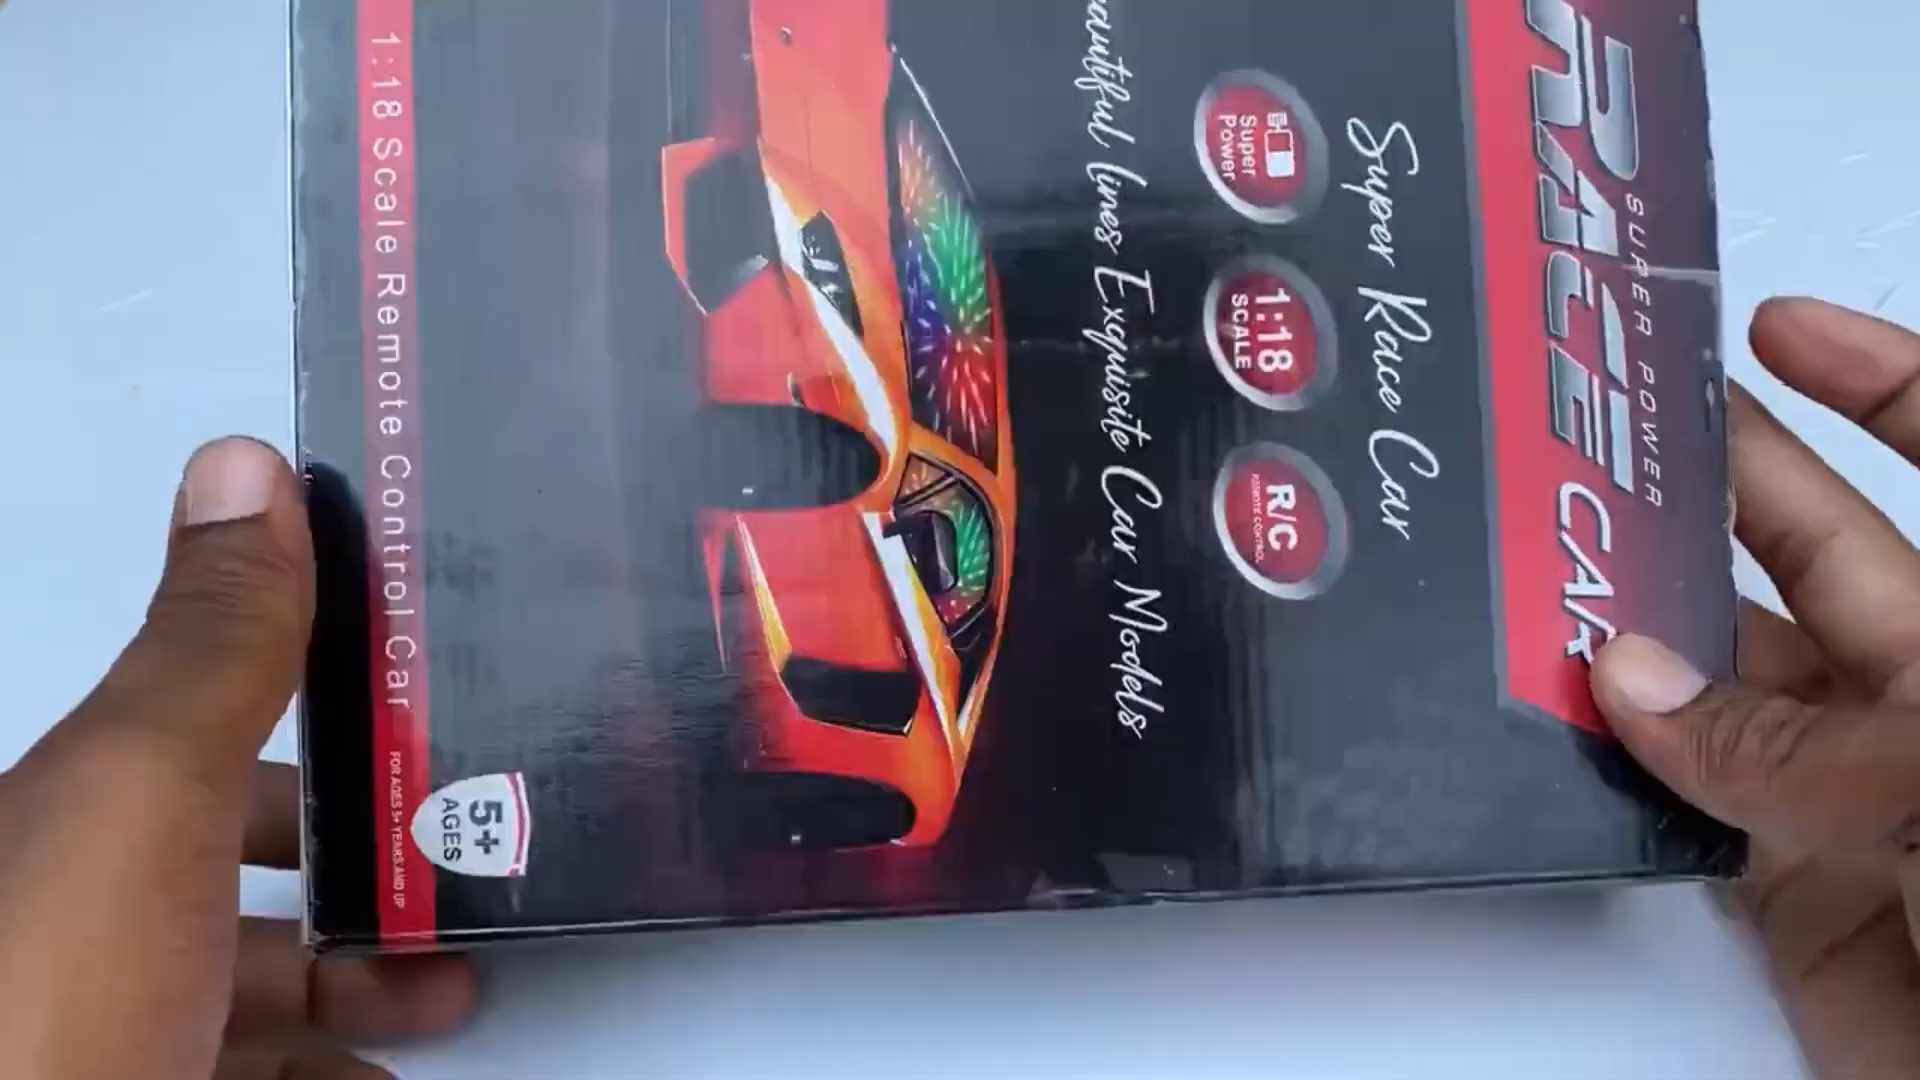 SUPER POWER
RACE CAR
Super Race Car
Super
Power
1:18
SCALE
R/C
REMOTE CONTROL
lines Exquisite Car Models
5+
AGES
1:18 Scale Remote Control Car
FOR AGES 5+ YEARS AND UP